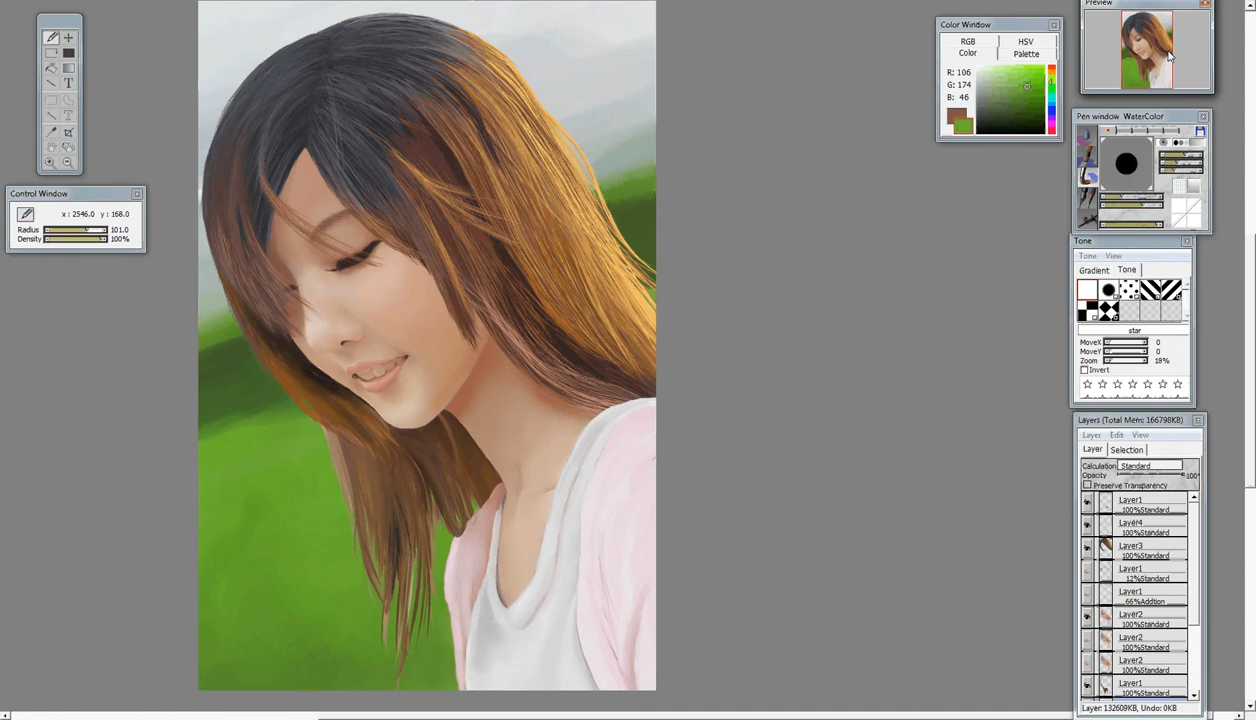 Control Window
x : 2546.0 y : 168.0
Radius 101.0
Density 100%
T
T
Color Window
RGB HSV
Color Palette
R: 106
G: 174
B: 46
Preview
Pen window WaterColor
Tone
Tone View
Gradient Tone
star
MoveX 0
MoveY 0
Zoom 18%
Invert
Layers (Total Mem: 166798KB)
Layer Edit View
Layer Selection
Calculation Standard
Opacity 100%
Preserve Transparency
Layer1
100%Standard
Layer4
100%Standard
Layer3
100%Standard
Layer1
12%Standard
Layer1
66%Addtion
Layer2
100%Standard
Layer2
100%Standard
Layer2
100%Standard
Layer1
100%Standard
Layer: 132609KB, Undo: 0KB